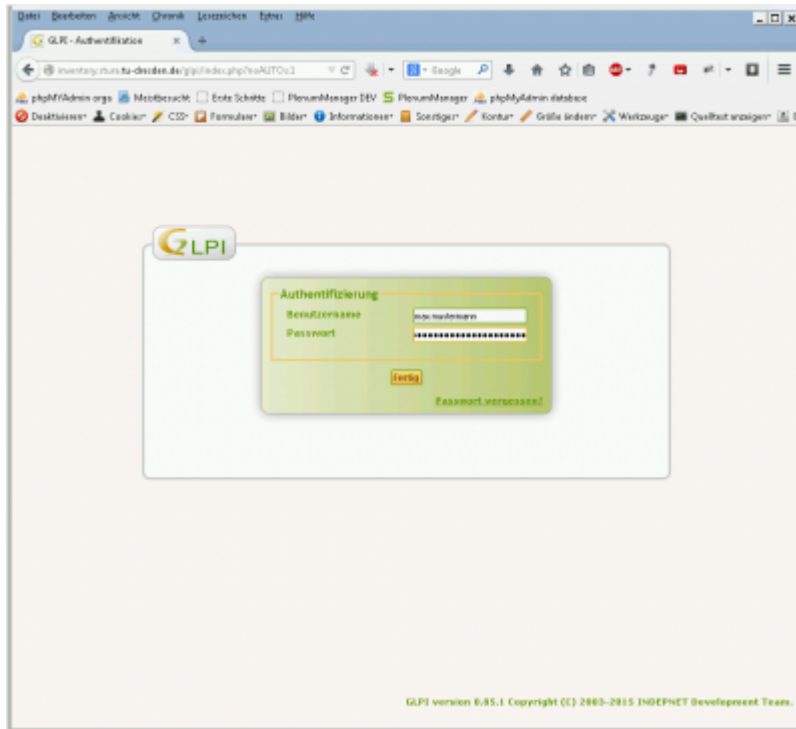 Datei Bearbeiten Ansicht Chronik Lesezeichen Extras Hilfe
GLPI - Authentifikation
inventory.stura.tu-dresden.de/glpi/index.php?noAUTO=1
Google
phpMYAdmin orga Meistbesucht Erste Schritte PlenumManager DEV PlenumManager phpMyAdmin database
Deaktivieren Cookies CSS Formulare Bilder Informationen Sonstiges Kontur Größe ändern Werkzeuge Quelltext anzeigen
GLPI
Authentifizierung
Benutzername
max.mustermann
Passwort
Fertig
Passwort vergessen?
GLPI version 0.85.1 Copyright (C) 2003-2015 INDEPNET Development Team.